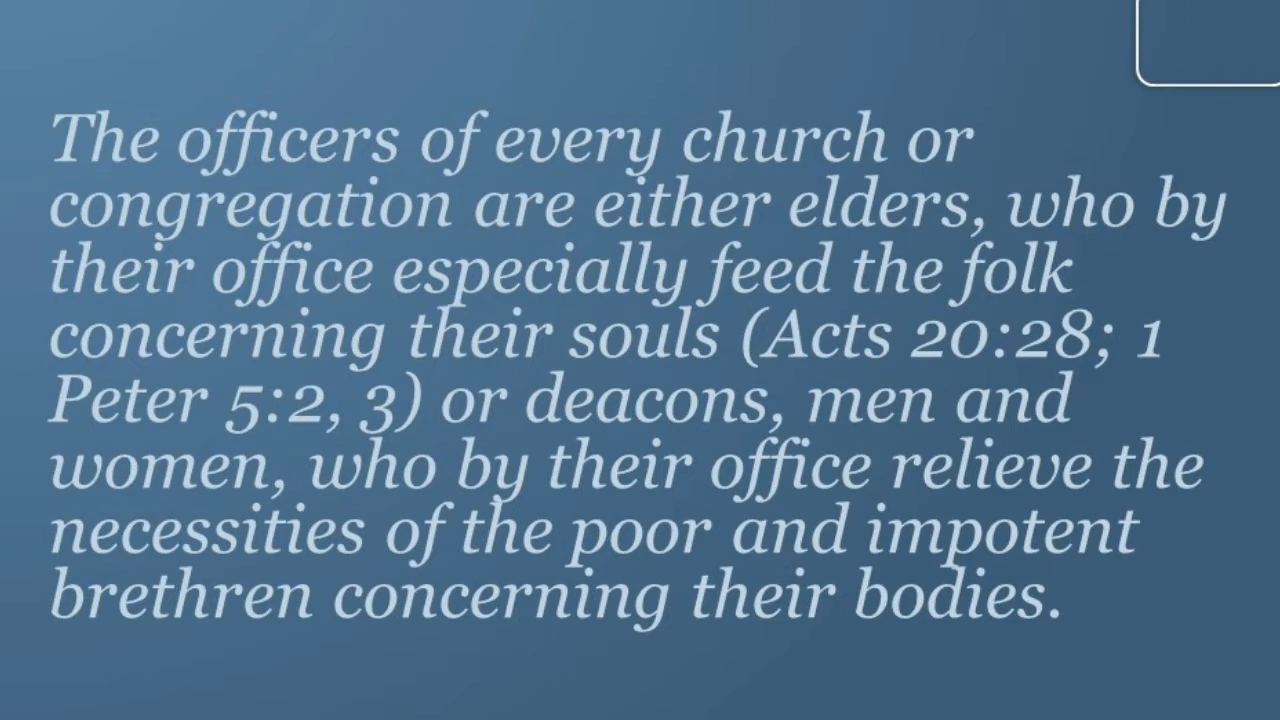 The officers of every church or
congregation are either elders, who by
their office especially feed the folk
concerning their souls (Acts 20:28; 1
Peter 5:2, 3) or deacons, men and
women, who by their office relieve the
necessities of the poor and impotent
brethren concerning their bodies.